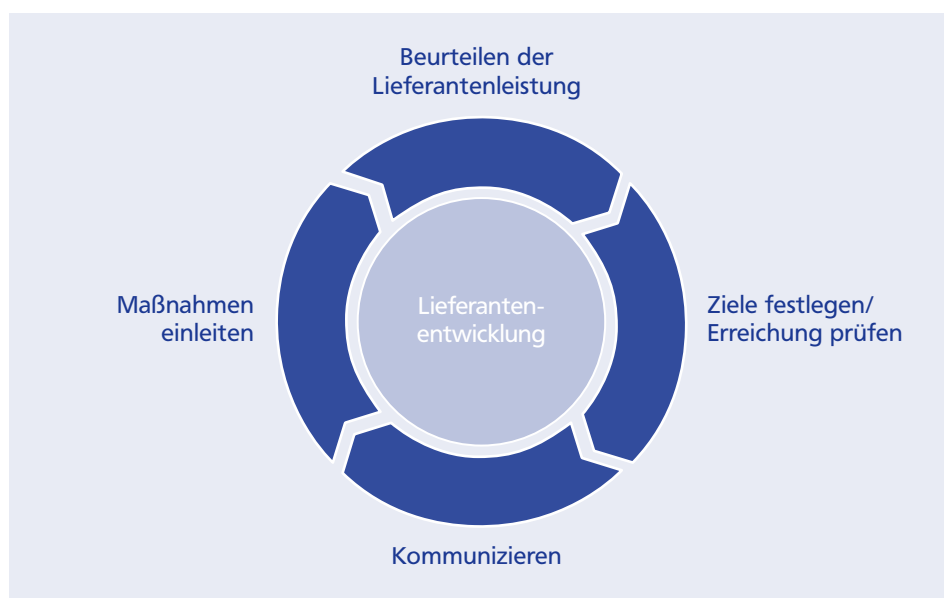 Beurteilen der
Lieferantenleistung
Maßnahmen
einleiten
Lieferanten-
entwicklung
Ziele festlegen/
Erreichung prüfen
Kommunizieren